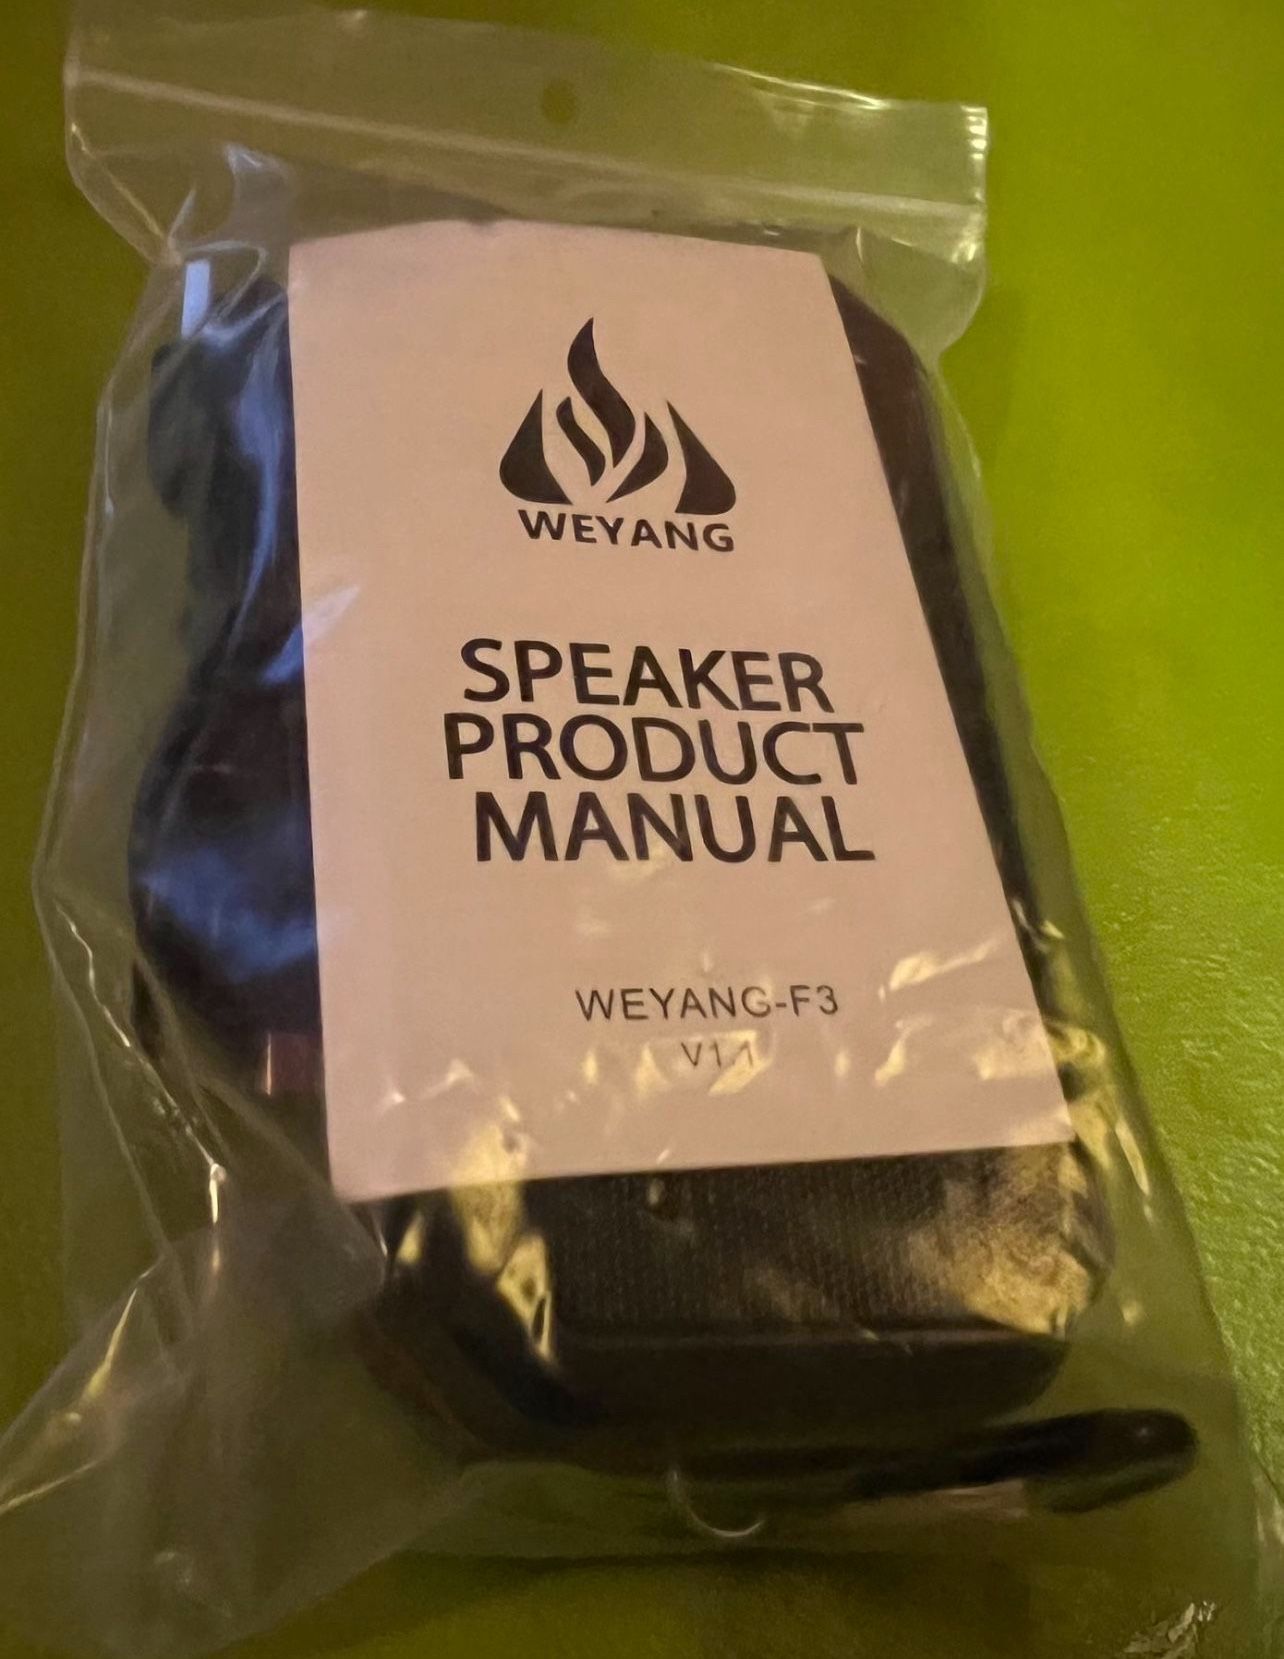 WEYANG
SPEAKER
PRODUCT
MANUAL
WEYANG-F3
V1.1